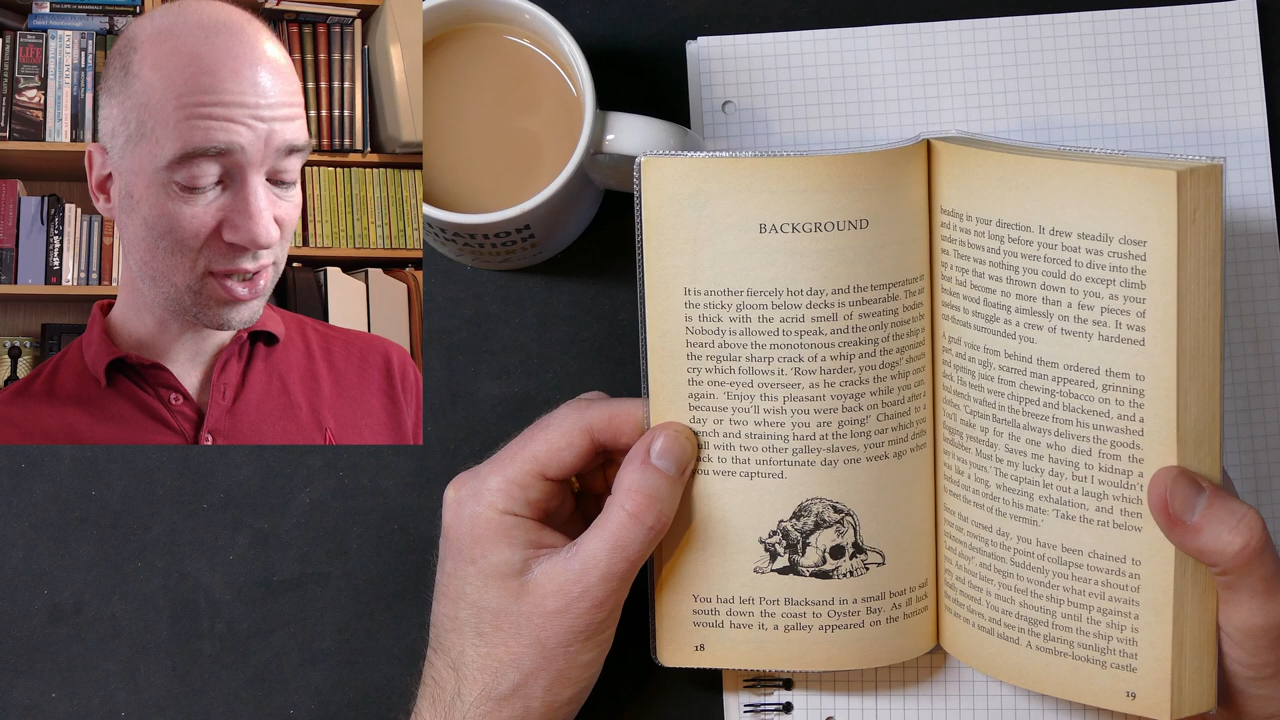 THE LIFE OF MAMMALS
David Attenborough
LIFE
TRILOGY
POLE to POLE
TATION
COURSE
BACKGROUND
It is another fiercely hot day, and the temperature in
the sticky gloom below decks is unbearable. The air
is thick with the acrid smell of sweating bodies.
Nobody is allowed to speak, and the only noise to be
heard above the monotonous creaking of the ship is
the regular sharp crack of a whip and the agonized
cry which follows it. 'Row harder, you dogs!' shouts
the one-eyed overseer, as he cracks the whip once
again. 'Enjoy this pleasant voyage while you can,
because you'll wish you were back on board after a
day or two where you are going!' Chained to a
ench and straining hard at the long oar which you
ull with two other galley-slaves, your mind drifts
ack to that unfortunate day one week ago when
ou were captured.
You had left Port Blacksand in a small boat to sail
south down the coast to Oyster Bay. As ill luck
would have it, a galley appeared on the horizon
18
heading in your direction. It drew steadily closer
and it was not long before your boat was crushed
under its bows and you were forced to dive into the
sea. There was nothing you could do except climb
up a rope that was thrown down to you, as your
boat had become no more than a few pieces of
broken wood floating aimlessly on the sea. It was
useless to struggle as a crew of twenty hardened
cut-throats surrounded you.
A gruff voice from behind them ordered them to
part, and an ugly, scarred man appeared, grinning
and spitting juice from chewing-tobacco on to the
deck. His teeth were chipped and blackened, and a
foul stench wafted in the breeze from his unwashed
clothes. 'Captain Bartella always delivers the goods.
You'll make up for the one who died from the
flogging yesterday. Saves me having to kidnap a
landlubber. Must be my lucky day, but I wouldn't
say it was yours.' The captain let out a laugh which
was like a long, wheezing exhalation, and then
barked out an order to his mate: 'Take the rat below
to meet the rest of the vermin.'
Since that cursed day, you have been chained to
your oar, rowing to the point of collapse towards an
unknown destination. Suddenly you hear a shout of
'Land ahoy!', and begin to wonder what evil awaits
you. An hour later, you feel the ship bump against a
jetty and there is much shouting until the ship is
finally moored. You are dragged from the ship with
the other slaves, and see in the glaring sunlight that
you are on a small island. A sombre-looking castle
19